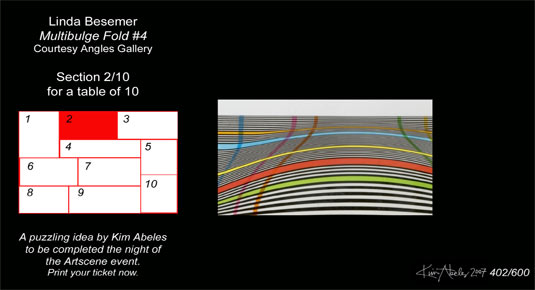 Linda Besemer
Multibulge Fold #4
Courtesy Angles Gallery
Section 2/10
for a table of 10
1
2
3
4
5
6
7
8
9
10
A puzzling idea by Kim Abeles
to be completed the night of
the Artscene event.
Print your ticket now.
Kim Abeles 2007 402/600